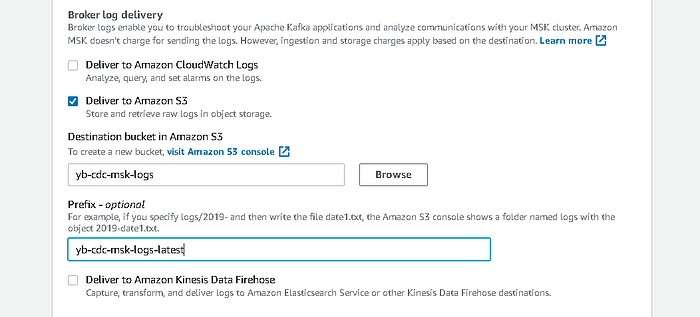 Broker log delivery
Broker logs enable you to troubleshoot your Apache Kafka applications and analyze communications with your MSK cluster. Amazon
MSK doesn't charge for sending the logs. However, ingestion and storage charges apply based on the destination. Learn more
Deliver to Amazon CloudWatch Logs
Analyze, query, and set alarms on the logs.
Deliver to Amazon S3
Store and retrieve raw logs in object storage.
Destination bucket in Amazon S3
To create a new bucket, visit Amazon S3 console
yb-cdc-msk-logs
Browse
Prefix - optional
For example, if you specify logs/2019- and then write the file date1.txt, the Amazon S3 console shows a folder named logs with the
object 2019-date1.txt.
yb-cdc-msk-logs-latest
Deliver to Amazon Kinesis Data Firehose
Capture, transform, and deliver logs to Amazon Elasticsearch Service or other Kinesis Data Firehose destinations.